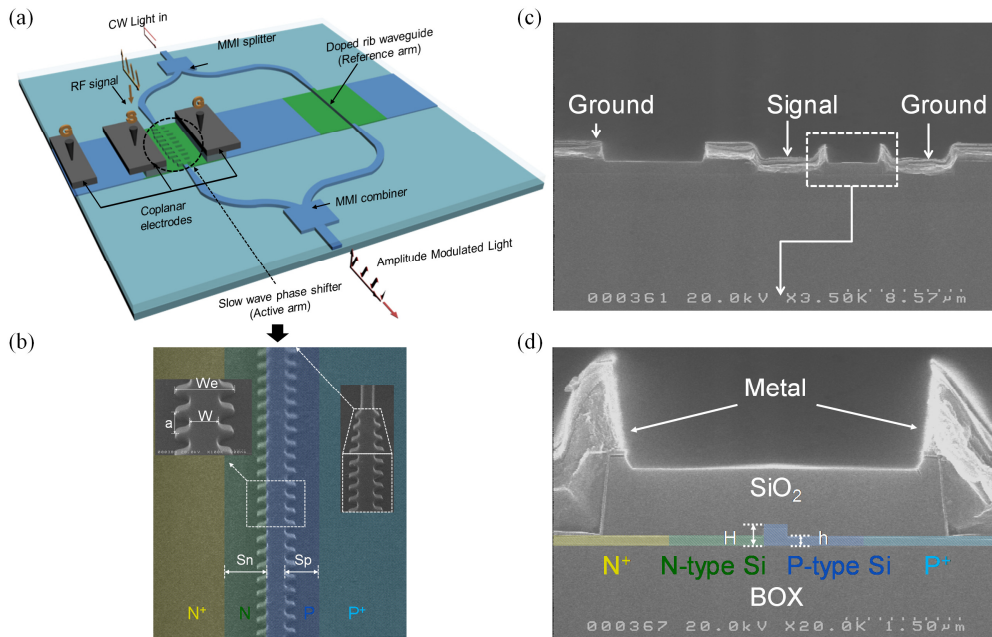 (a)
CW Light in
MMI splitter
Doped rib waveguide
(Reference arm)
RF signal
Coplanar
electrodes
MMI combiner
Amplitude Modulated Light
Slow wave phase shifter
(Active arm)
(b)
We
W
a
Sn
Sp
N+
N
P
P+
(c)
Ground
Signal
Ground
000361 20.0kV X3.50K 8.57µm
(d)
Metal
SiO₂
H
h
N+
N-type Si
P-type Si
P+
BOX
000367 20.0kV X20.0K 1.50µm